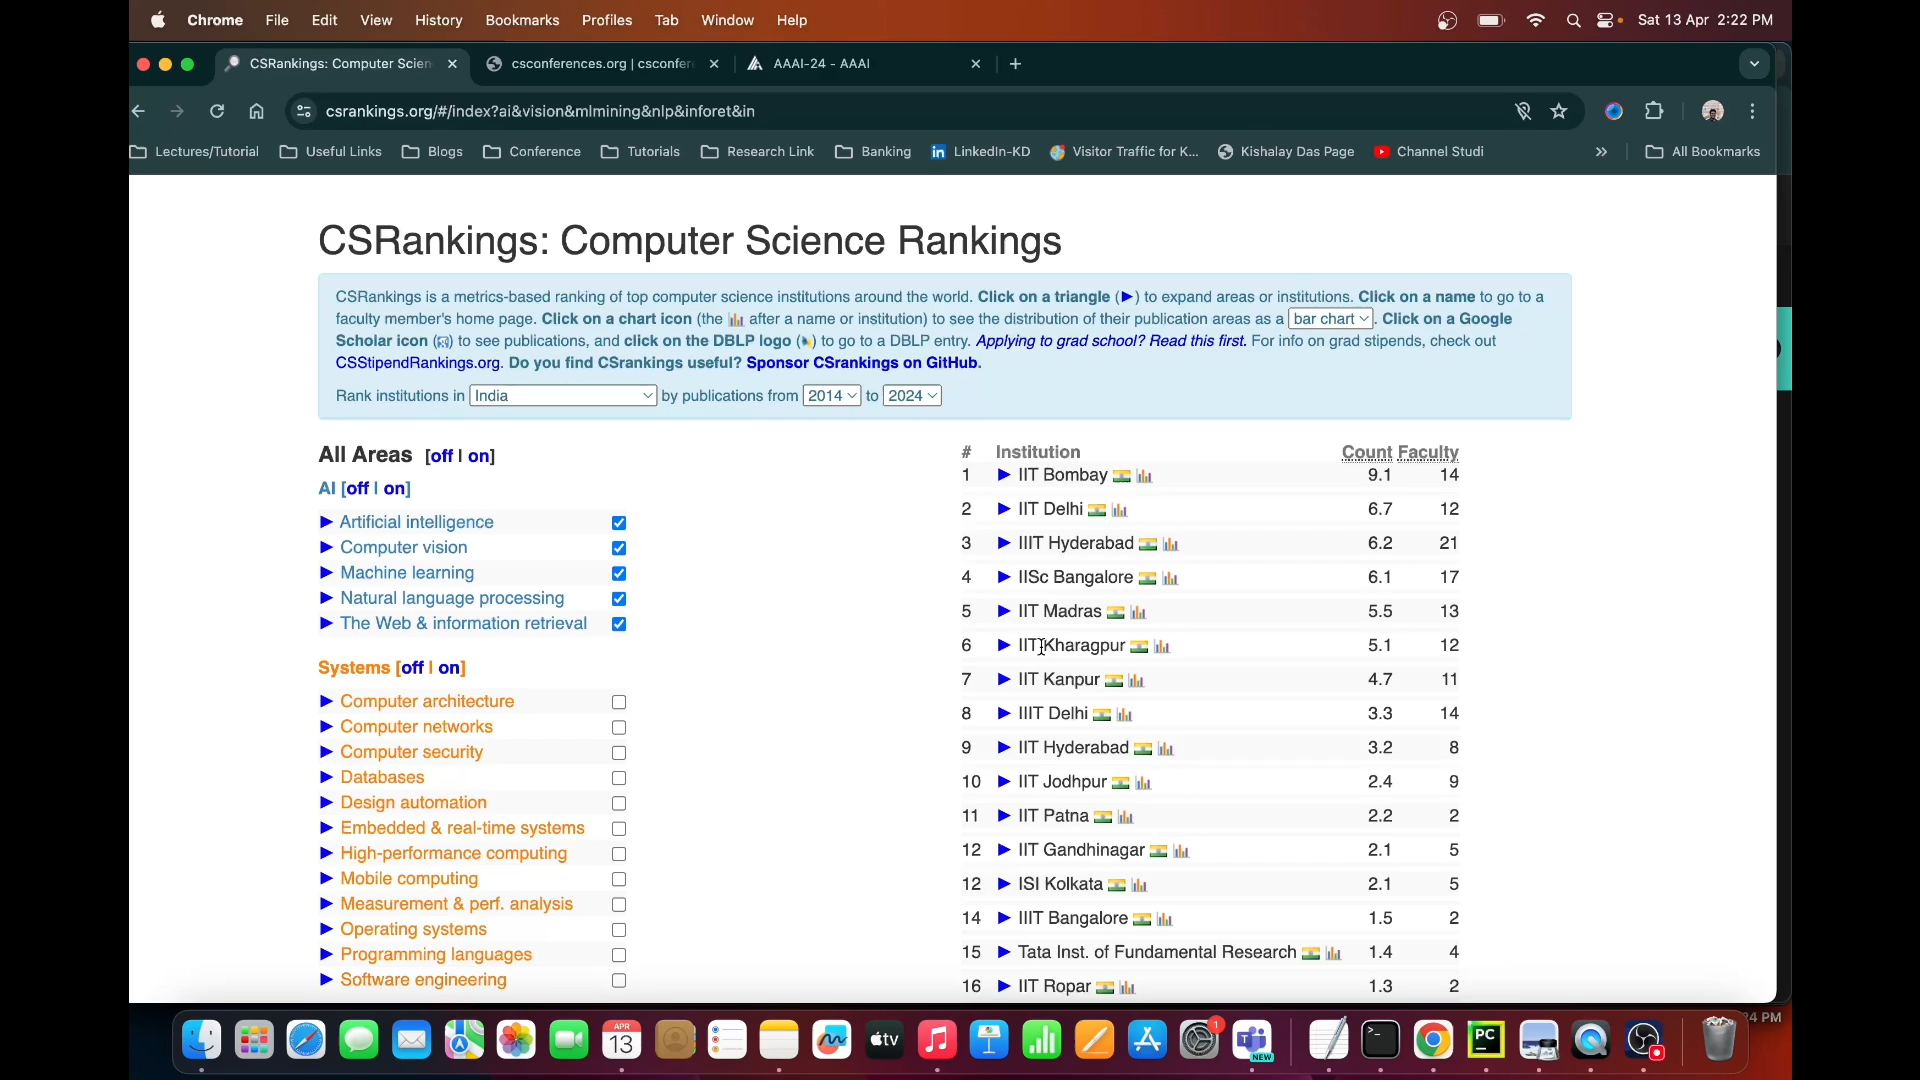 Chrome File Edit View History Bookmarks Profiles Tab Window Help Sat 13 Apr 2:22 PM
CSRankings: Computer Scien csconferences.org | csconfer AAAI-24 - AAAI
csrankings.org/#/index?ai&vision&mlmining&nlp&inforet&in
Lectures/Tutorial Useful Links Blogs Conference Tutorials Research Link Banking LinkedIn-KD Visitor Traffic for K... Kishalay Das Page Channel Studi » All Bookmarks
CSRankings: Computer Science Rankings
CSRankings is a metrics-based ranking of top computer science institutions around the world. Click on a triangle (►) to expand areas or institutions. Click on a name to go to a
faculty member's home page. Click on a chart icon (the after a name or institution) to see the distribution of their publication areas as a bar chart. Click on a Google
Scholar icon ( ) to see publications, and click on the DBLP logo ( ) to go to a DBLP entry. Applying to grad school? Read this first. For info on grad stipends, check out
CSStipendRankings.org. Do you find CSrankings useful? Sponsor CSrankings on GitHub.
Rank institutions in India by publications from 2014 to 2024
All Areas [off | on]
AI [off | on]
► Artificial intelligence
► Computer vision
► Machine learning
► Natural language processing
► The Web & information retrieval
Systems [off | on]
► Computer architecture
► Computer networks
► Computer security
► Databases
► Design automation
► Embedded & real-time systems
► High-performance computing
► Mobile computing
► Measurement & perf. analysis
► Operating systems
► Programming languages
► Software engineering
# Institution Count Faculty
1 ► IIT Bombay 9.1 14
2 ► IIT Delhi 6.7 12
3 ► IIIT Hyderabad 6.2 21
4 ► IISc Bangalore 6.1 17
5 ► IIT Madras 5.5 13
6 ► IIT Kharagpur 5.1 12
7 ► IIT Kanpur 4.7 11
8 ► IIIT Delhi 3.3 14
9 ► IIT Hyderabad 3.2 8
10 ► IIT Jodhpur 2.4 9
11 ► IIT Patna 2.2 2
12 ► IIT Gandhinagar 2.1 5
12 ► ISI Kolkata 2.1 5
14 ► IIIT Bangalore 1.5 2
15 ► Tata Inst. of Fundamental Research 1.4 4
16 ► IIT Ropar 1.3 2
APR
13
tv
1
NEW
PC
4 PM